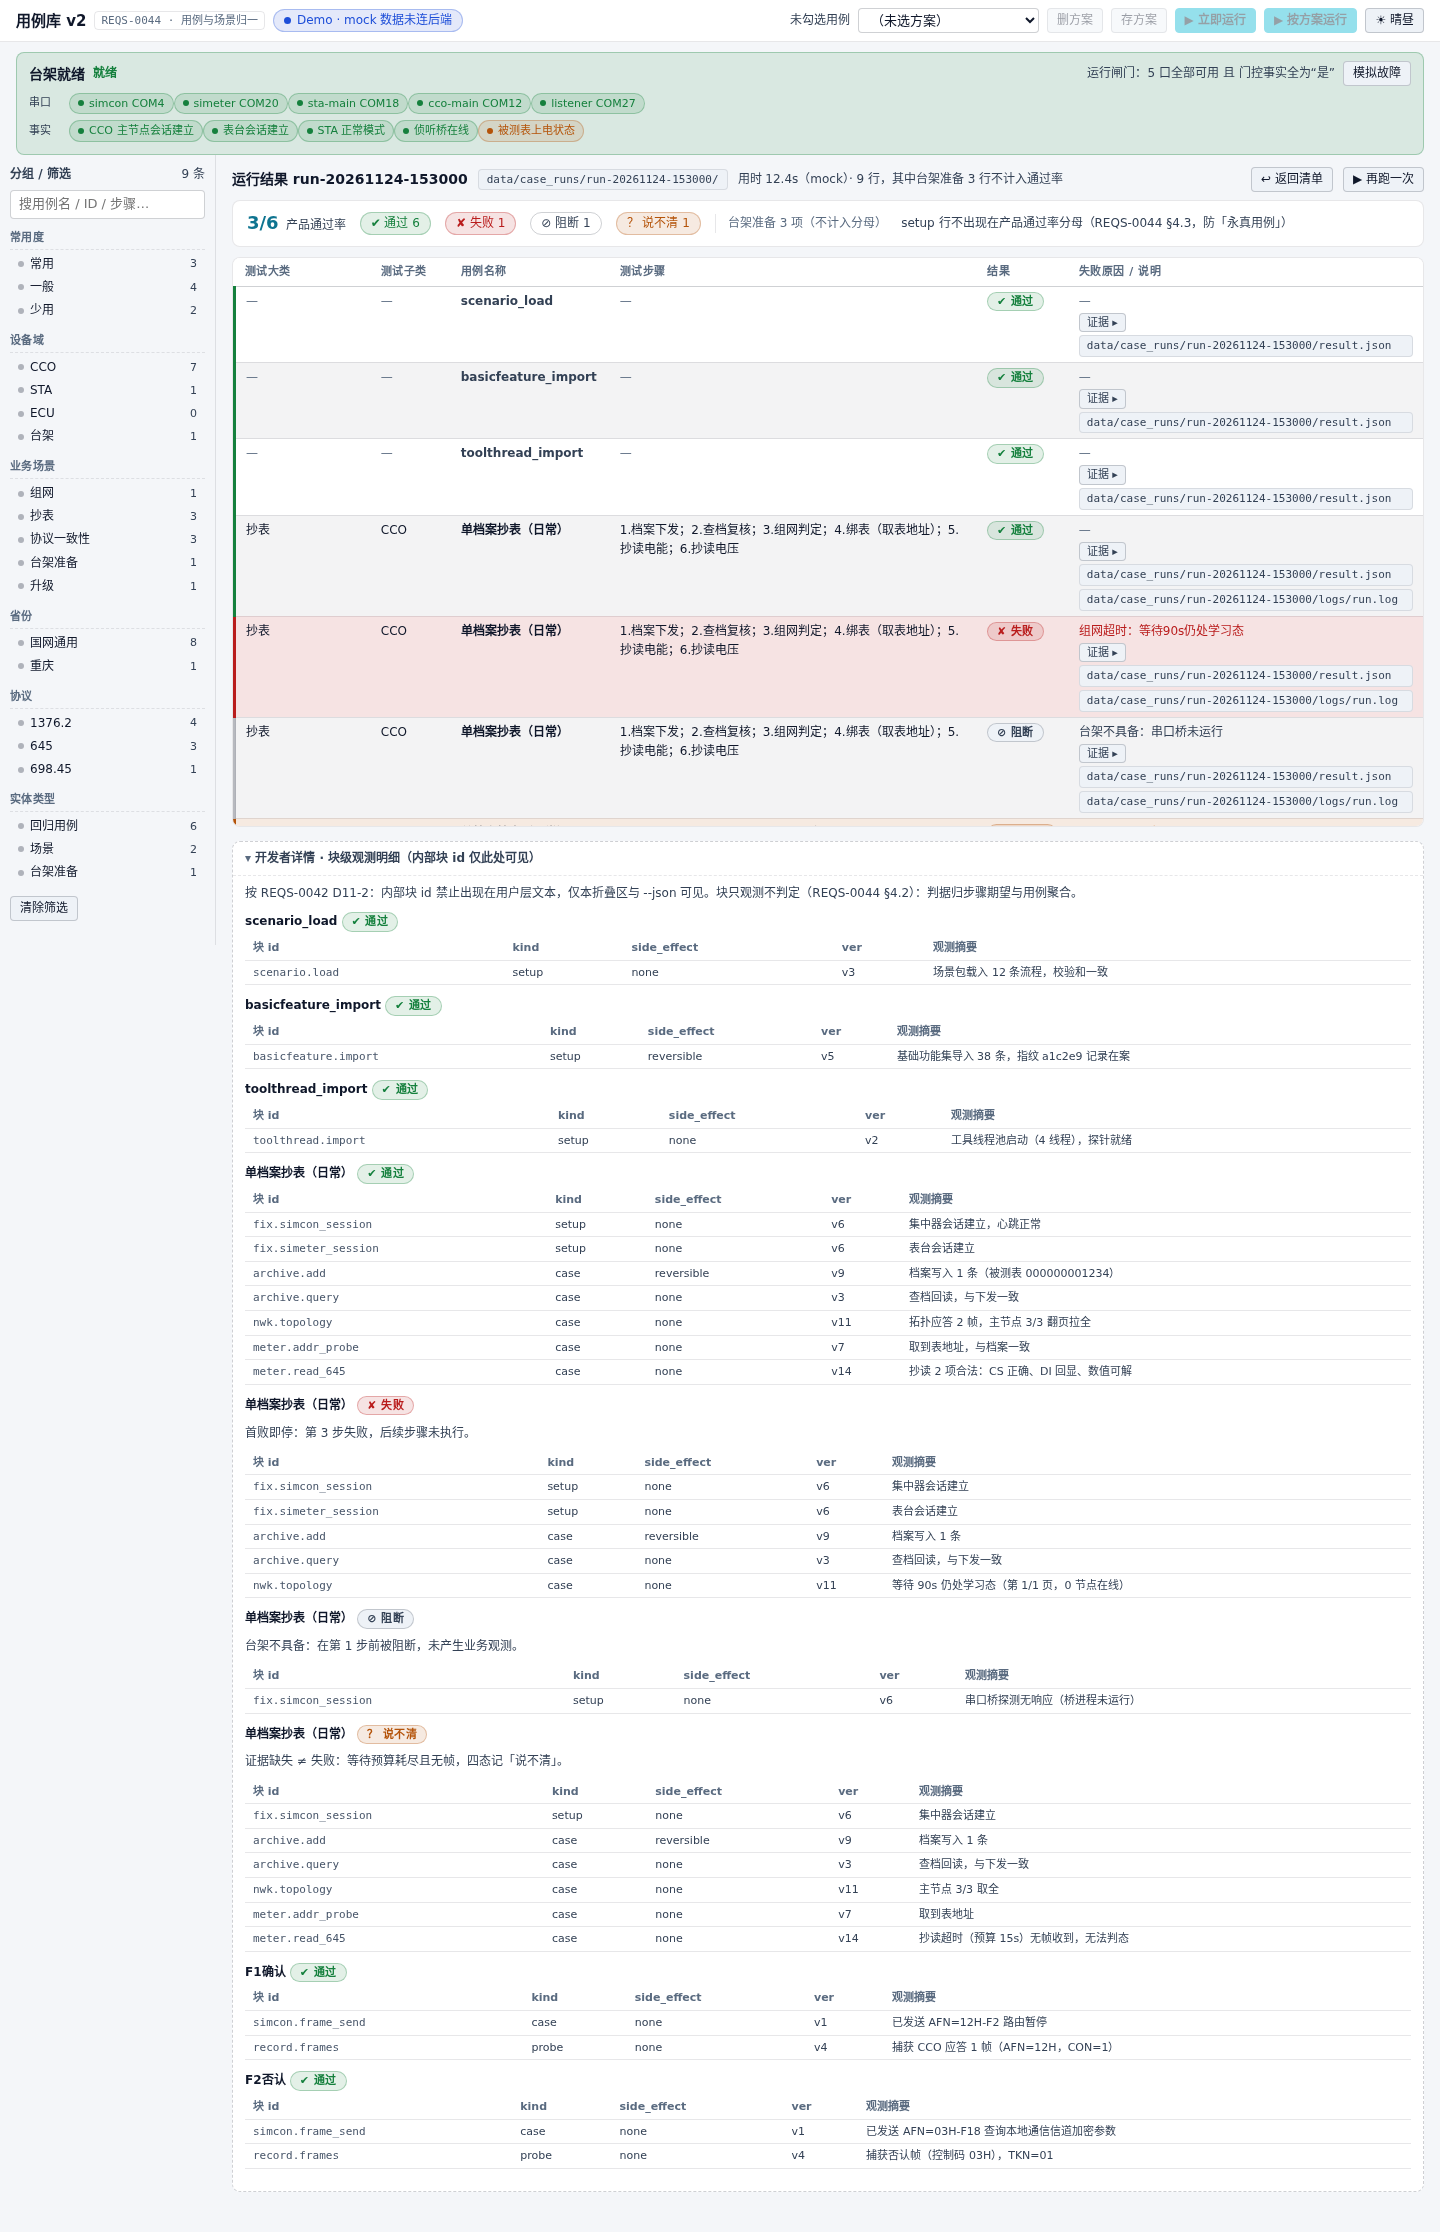 用例库 v2 REQS-0044 · 用例与场景归一 Demo · mock 数据未连后端 未勾选用例 （未选方案） 删方案 存方案 ▶ 立即运行 ▶ 按方案运行 ☀ 晴昼
台架就绪 就绪 运行闸门：5 口全部可用 且 门控事实全为“是” 模拟故障
串口 simcon COM4 simeter COM20 sta-main COM18 cco-main COM12 listener COM27
事实 CCO 主节点会话建立 表台会话建立 STA 正常模式 侦听桥在线 被测表上电状态
分组 / 筛选 9 条
搜用例名 / ID / 步骤…
常用度
常用 3
一般 4
少用 2
设备域
CCO 7
STA 1
ECU 0
台架 1
业务场景
组网 1
抄表 3
协议一致性 3
台架准备 1
升级 1
省份
国网通用 8
重庆 1
协议
1376.2 4
645 3
698.45 1
实体类型
回归用例 6
场景 2
台架准备 1
清除筛选
运行结果 run-20261124-153000 data/case_runs/run-20261124-153000/ 用时 12.4s（mock）· 9 行，其中台架准备 3 行不计入通过率 ↩ 返回清单 ▶ 再跑一次
3/6 产品通过率 ✔ 通过 6 ✘ 失败 1 ⊘ 阻断 1 ? 说不清 1 台架准备 3 项（不计入分母） setup 行不出现在产品通过率分母（REQS-0044 §4.3，防「永真用例」）
测试大类 测试子类 用例名称 测试步骤 结果 失败原因 / 说明
— — scenario_load — ✔ 通过 —
证据 ▸
data/case_runs/run-20261124-153000/result.json
— — basicfeature_import — ✔ 通过 —
证据 ▸
data/case_runs/run-20261124-153000/result.json
— — toolthread_import — ✔ 通过 —
证据 ▸
data/case_runs/run-20261124-153000/result.json
抄表 CCO 单档案抄表（日常） 1.档案下发；2.查档复核；3.组网判定；4.绑表（取表地址）；5. ✔ 通过 —
抄读电能；6.抄读电压
证据 ▸
data/case_runs/run-20261124-153000/result.json
data/case_runs/run-20261124-153000/logs/run.log
抄表 CCO 单档案抄表（日常） 1.档案下发；2.查档复核；3.组网判定；4.绑表（取表地址）；5. ✘ 失败 组网超时：等待90s仍处学习态
抄读电能；6.抄读电压
证据 ▸
data/case_runs/run-20261124-153000/result.json
data/case_runs/run-20261124-153000/logs/run.log
抄表 CCO 单档案抄表（日常） 1.档案下发；2.查档复核；3.组网判定；4.绑表（取表地址）；5. ⊘ 阻断 台架不具备：串口桥未运行
抄读电能；6.抄读电压
证据 ▸
data/case_runs/run-20261124-153000/result.json
data/case_runs/run-20261124-153000/logs/run.log
▾ 开发者详情 · 块级观测明细（内部块 id 仅此处可见）
按 REQS-0042 D11-2：内部块 id 禁止出现在用户层文本，仅本折叠区与 --json 可见。块只观测不判定（REQS-0044 §4.2）：判据归步骤期望与用例聚合。
scenario_load ✔ 通过
块 id kind side_effect ver 观测摘要
scenario.load setup none v3 场景包载入 12 条流程，校验和一致
basicfeature_import ✔ 通过
块 id kind side_effect ver 观测摘要
basicfeature.import setup reversible v5 基础功能集导入 38 条，指纹 a1c2e9 记录在案
toolthread_import ✔ 通过
块 id kind side_effect ver 观测摘要
toolthread.import setup none v2 工具线程池启动（4 线程），探针就绪
单档案抄表（日常） ✔ 通过
块 id kind side_effect ver 观测摘要
fix.simcon_session setup none v6 集中器会话建立，心跳正常
fix.simeter_session setup none v6 表台会话建立
archive.add case reversible v9 档案写入 1 条（被测表 000000001234）
archive.query case none v3 查档回读，与下发一致
nwk.topology case none v11 拓扑应答 2 帧，主节点 3/3 翻页拉全
meter.addr_probe case none v7 取到表地址，与档案一致
meter.read_645 case none v14 抄读 2 项合法：CS 正确、DI 回显、数值可解
单档案抄表（日常） ✘ 失败
首败即停：第 3 步失败，后续步骤未执行。
块 id kind side_effect ver 观测摘要
fix.simcon_session setup none v6 集中器会话建立
fix.simeter_session setup none v6 表台会话建立
archive.add case reversible v9 档案写入 1 条
archive.query case none v3 查档回读，与下发一致
nwk.topology case none v11 等待 90s 仍处学习态（第 1/1 页，0 节点在线）
单档案抄表（日常） ⊘ 阻断
台架不具备：在第 1 步前被阻断，未产生业务观测。
块 id kind side_effect ver 观测摘要
fix.simcon_session setup none v6 串口桥探测无响应（桥进程未运行）
单档案抄表（日常） ? 说不清
证据缺失 ≠ 失败：等待预算耗尽且无帧，四态记「说不清」。
块 id kind side_effect ver 观测摘要
fix.simcon_session setup none v6 集中器会话建立
archive.add case reversible v9 档案写入 1 条
archive.query case none v3 查档回读，与下发一致
nwk.topology case none v11 主节点 3/3 取全
meter.addr_probe case none v7 取到表地址
meter.read_645 case none v14 抄读超时（预算 15s）无帧收到，无法判态
F1确认 ✔ 通过
块 id kind side_effect ver 观测摘要
simcon.frame_send case none v1 已发送 AFN=12H-F2 路由暂停
record.frames probe none v4 捕获 CCO 应答 1 帧（AFN=12H，CON=1）
F2否认 ✔ 通过
块 id kind side_effect ver 观测摘要
simcon.frame_send case none v1 已发送 AFN=03H-F18 查询本地通信信道加密参数
record.frames probe none v4 捕获否认帧（控制码 03H），TKN=01